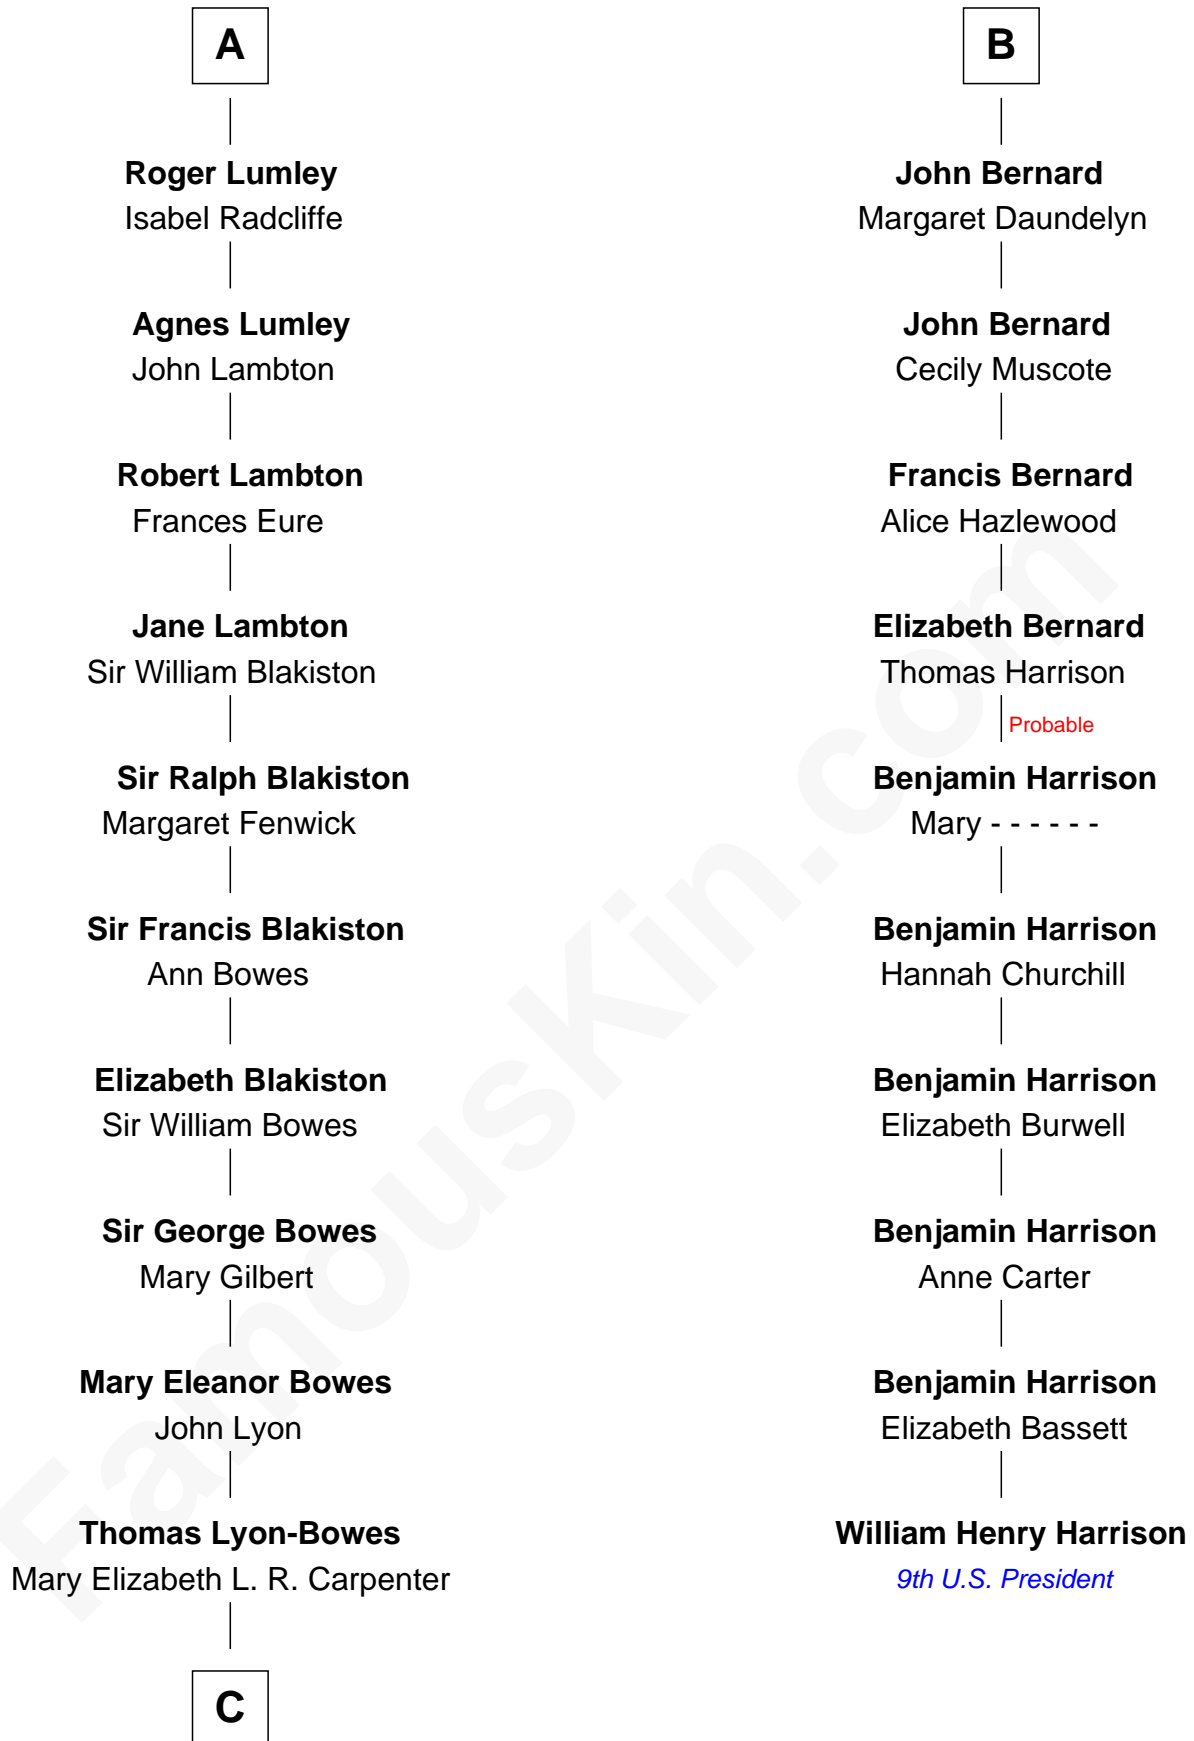 A
Roger Lumley
Isabel Radcliffe
Agnes Lumley
John Lambton
Robert Lambton
Frances Eure
Jane Lambton
Sir William Blakiston
Sir Ralph Blakiston
Margaret Fenwick
Sir Francis Blakiston
Ann Bowes
Elizabeth Blakiston
Sir William Bowes
Sir George Bowes
Mary Gilbert
Mary Eleanor Bowes
John Lyon
Thomas Lyon-Bowes
Mary Elizabeth L. R. Carpenter
C
B
John Bernard
Margaret Daundelyn
John Bernard
Cecily Muscote
Francis Bernard
Alice Hazlewood
Elizabeth Bernard
Thomas Harrison
Probable
Benjamin Harrison
Mary - - - - - -
Benjamin Harrison
Hannah Churchill
Benjamin Harrison
Elizabeth Burwell
Benjamin Harrison
Anne Carter
Benjamin Harrison
Elizabeth Bassett
William Henry Harrison
9th U.S. President
FamousKin.com